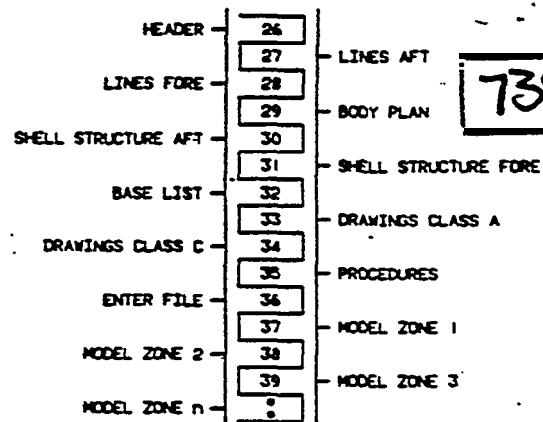 HEADER 26
27 LINES AFT
LINES FORE 28
29 BODY PLAN
SHELL STRUCTURE AFT 30
31 SHELL STRUCTURE FORE
BASE LIST 32
33 DRAWINGS CLASS A
DRAWINGS CLASS C 34
35 PROCEDURES
ENTER FILE 36
37 MODEL ZONE 1
MODEL ZONE 2 38
39 MODEL ZONE 3
MODEL ZONE n :